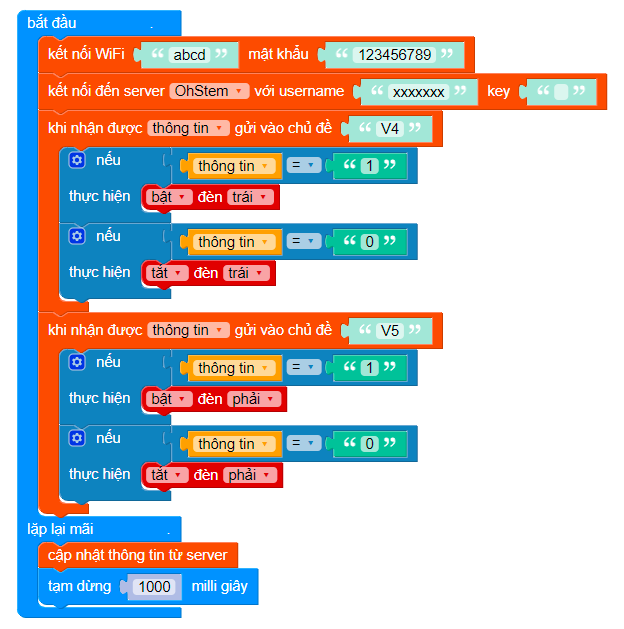 bắt đầu
kết nối WiFi “ abcd ” mật khẩu “ 123456789 ”
kết nối đến server OhStem với username “ xxxxxxx ” key “ ”
khi nhận được thông tin gửi vào chủ đề “ V4 ”
nếu thông tin = “ 1 ”
thực hiện bật đèn trái
nếu thông tin = “ 0 ”
thực hiện tắt đèn trái
khi nhận được thông tin gửi vào chủ đề “ V5 ”
nếu thông tin = “ 1 ”
thực hiện bật đèn phải
nếu thông tin = “ 0 ”
thực hiện tắt đèn phải
lặp lại mãi
cập nhật thông tin từ server
tạm dừng 1000 milli giây